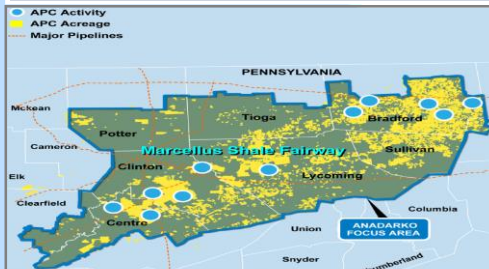 APC Activity
APC Acreage
Major Pipelines
PENNSYLVANIA
Mckean
Tioga
Bradford
Potter
Cameron
Marcellus Shale Fairway
Sullivan
Elk
Clinton
Lycoming
Clearfield
Columbia
Centre
Union
ANADARKO
FOCUS AREA
Snyder